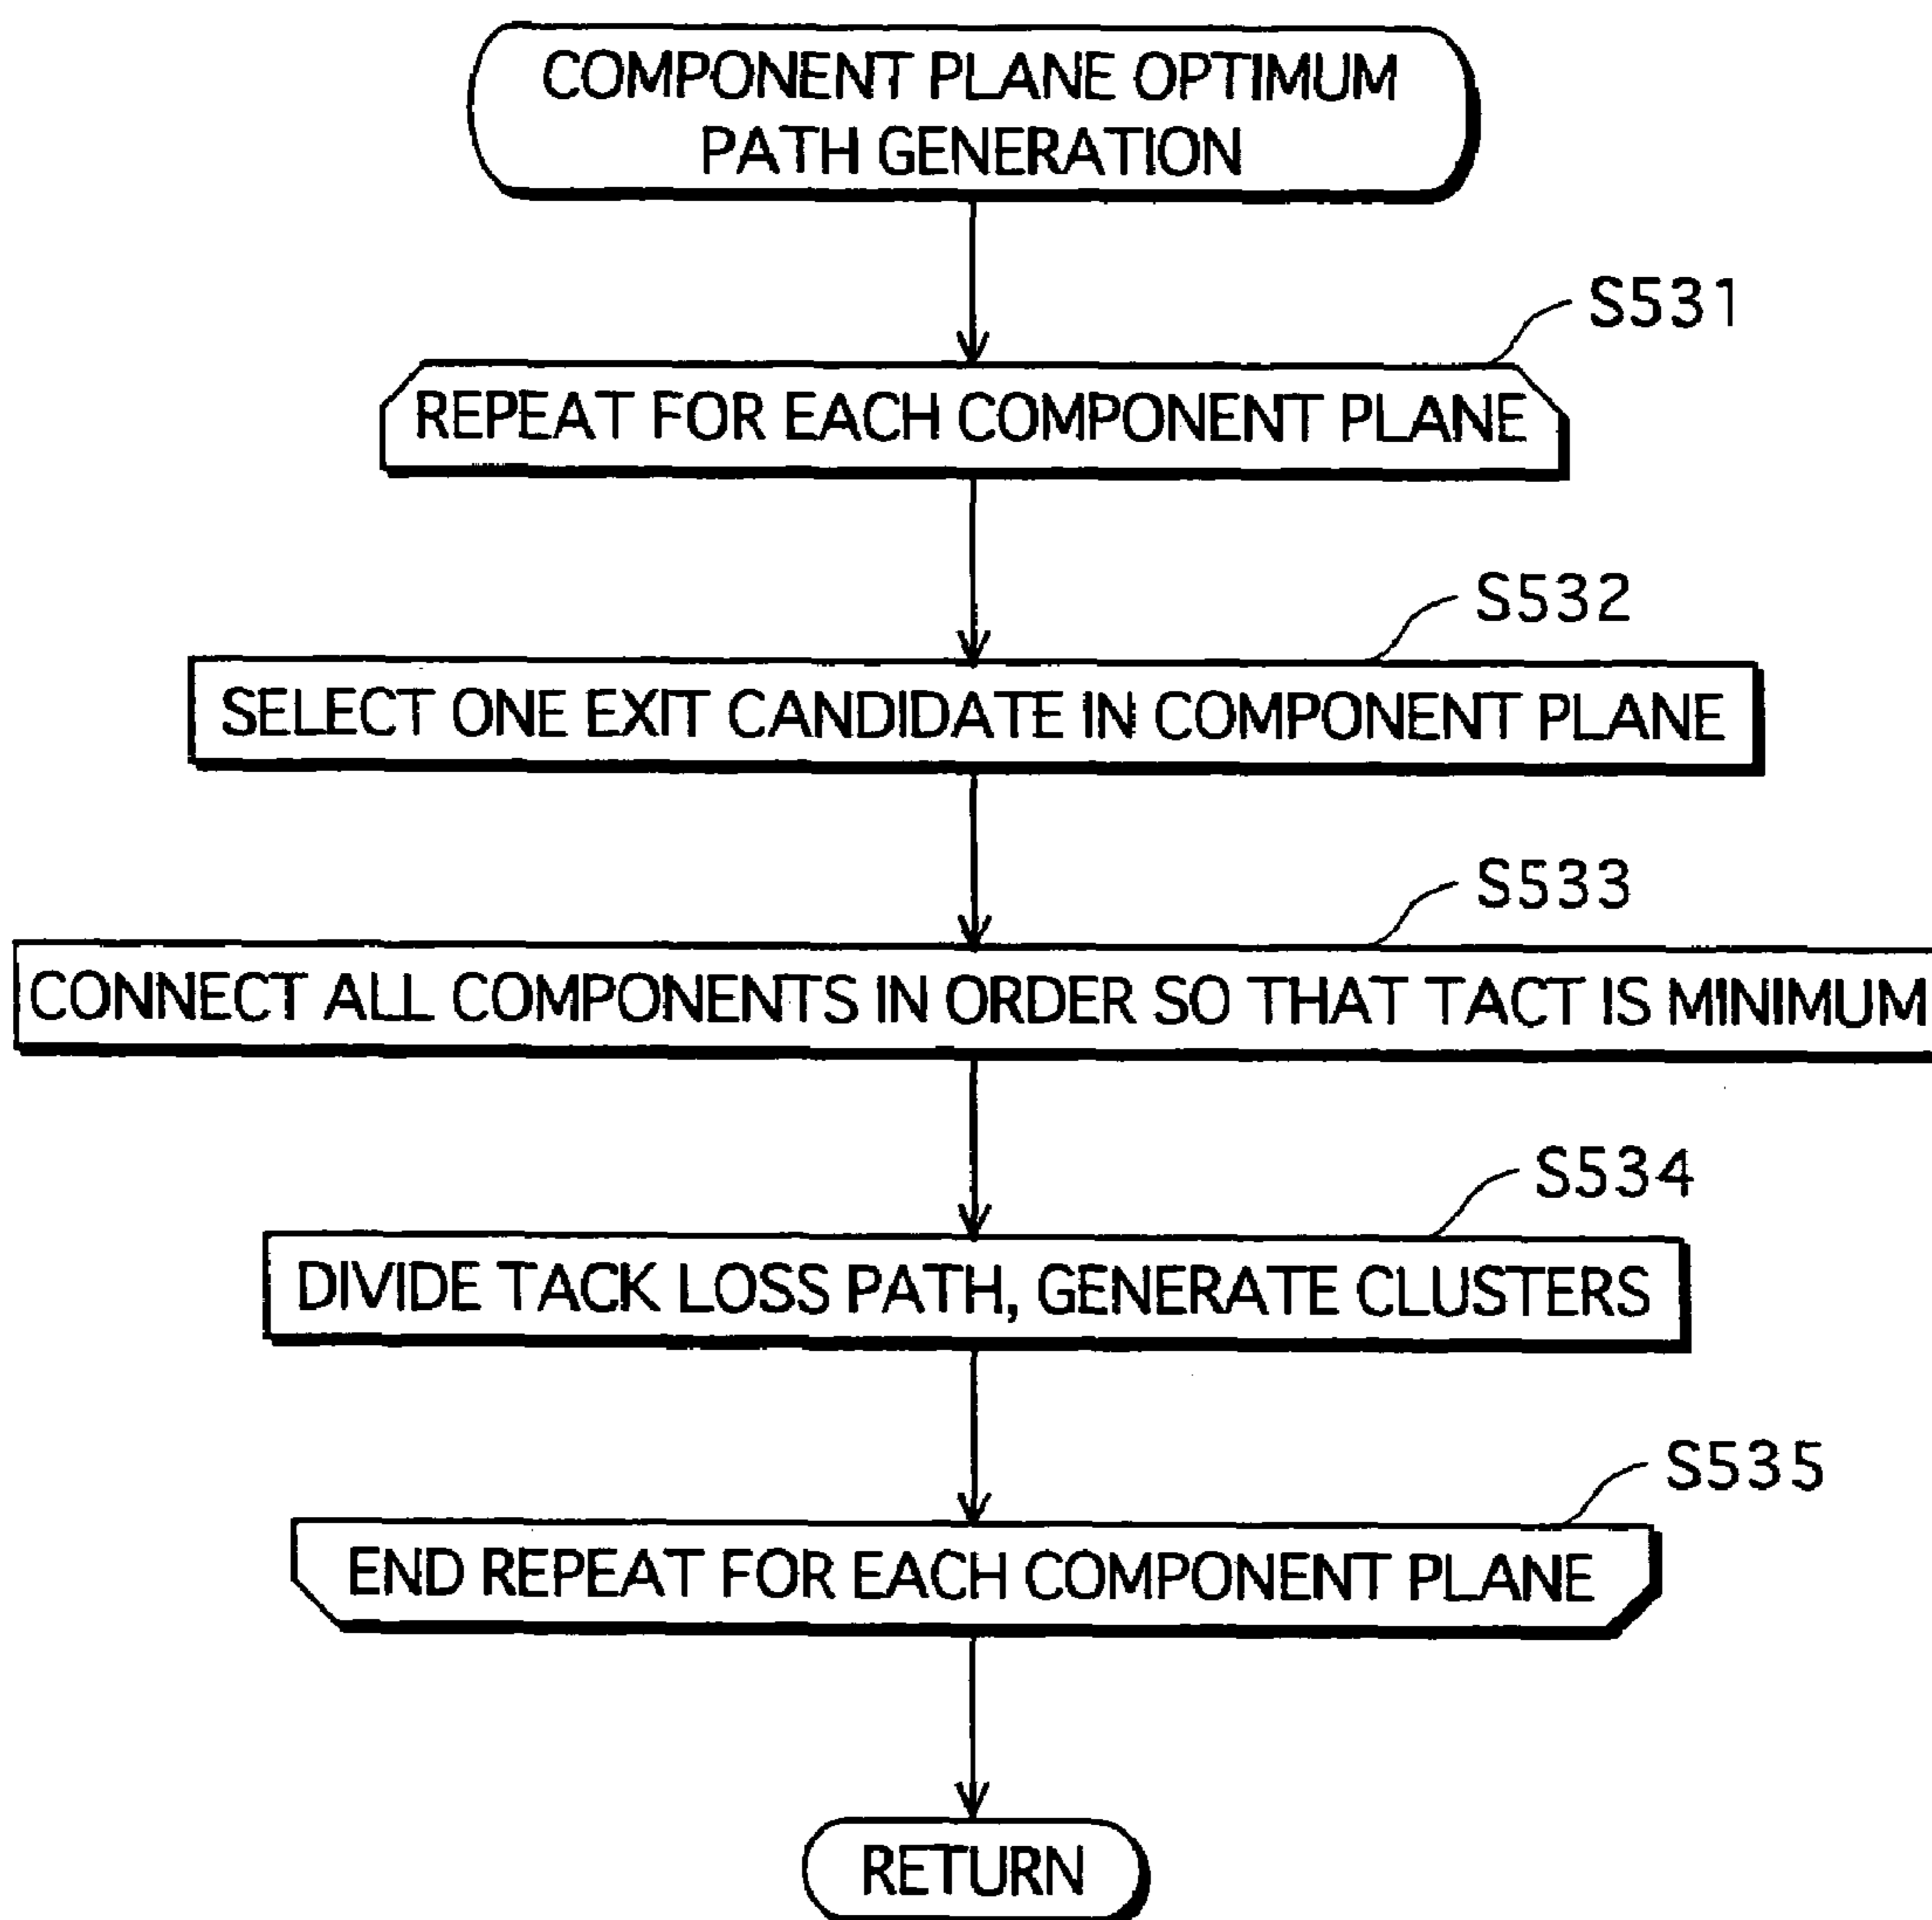 COMPONENT PLANE OPTIMUM
PATH GENERATION
S531
REPEAT FOR EACH COMPONENT PLANE
S532
SELECT ONE EXIT CANDIDATE IN COMPONENT PLANE
S533
CONNECT ALL COMPONENTS IN ORDER SO THAT TACT IS MINIMUM
S534
DIVIDE TACK LOSS PATH, GENERATE CLUSTERS
S535
END REPEAT FOR EACH COMPONENT PLANE
RETURN